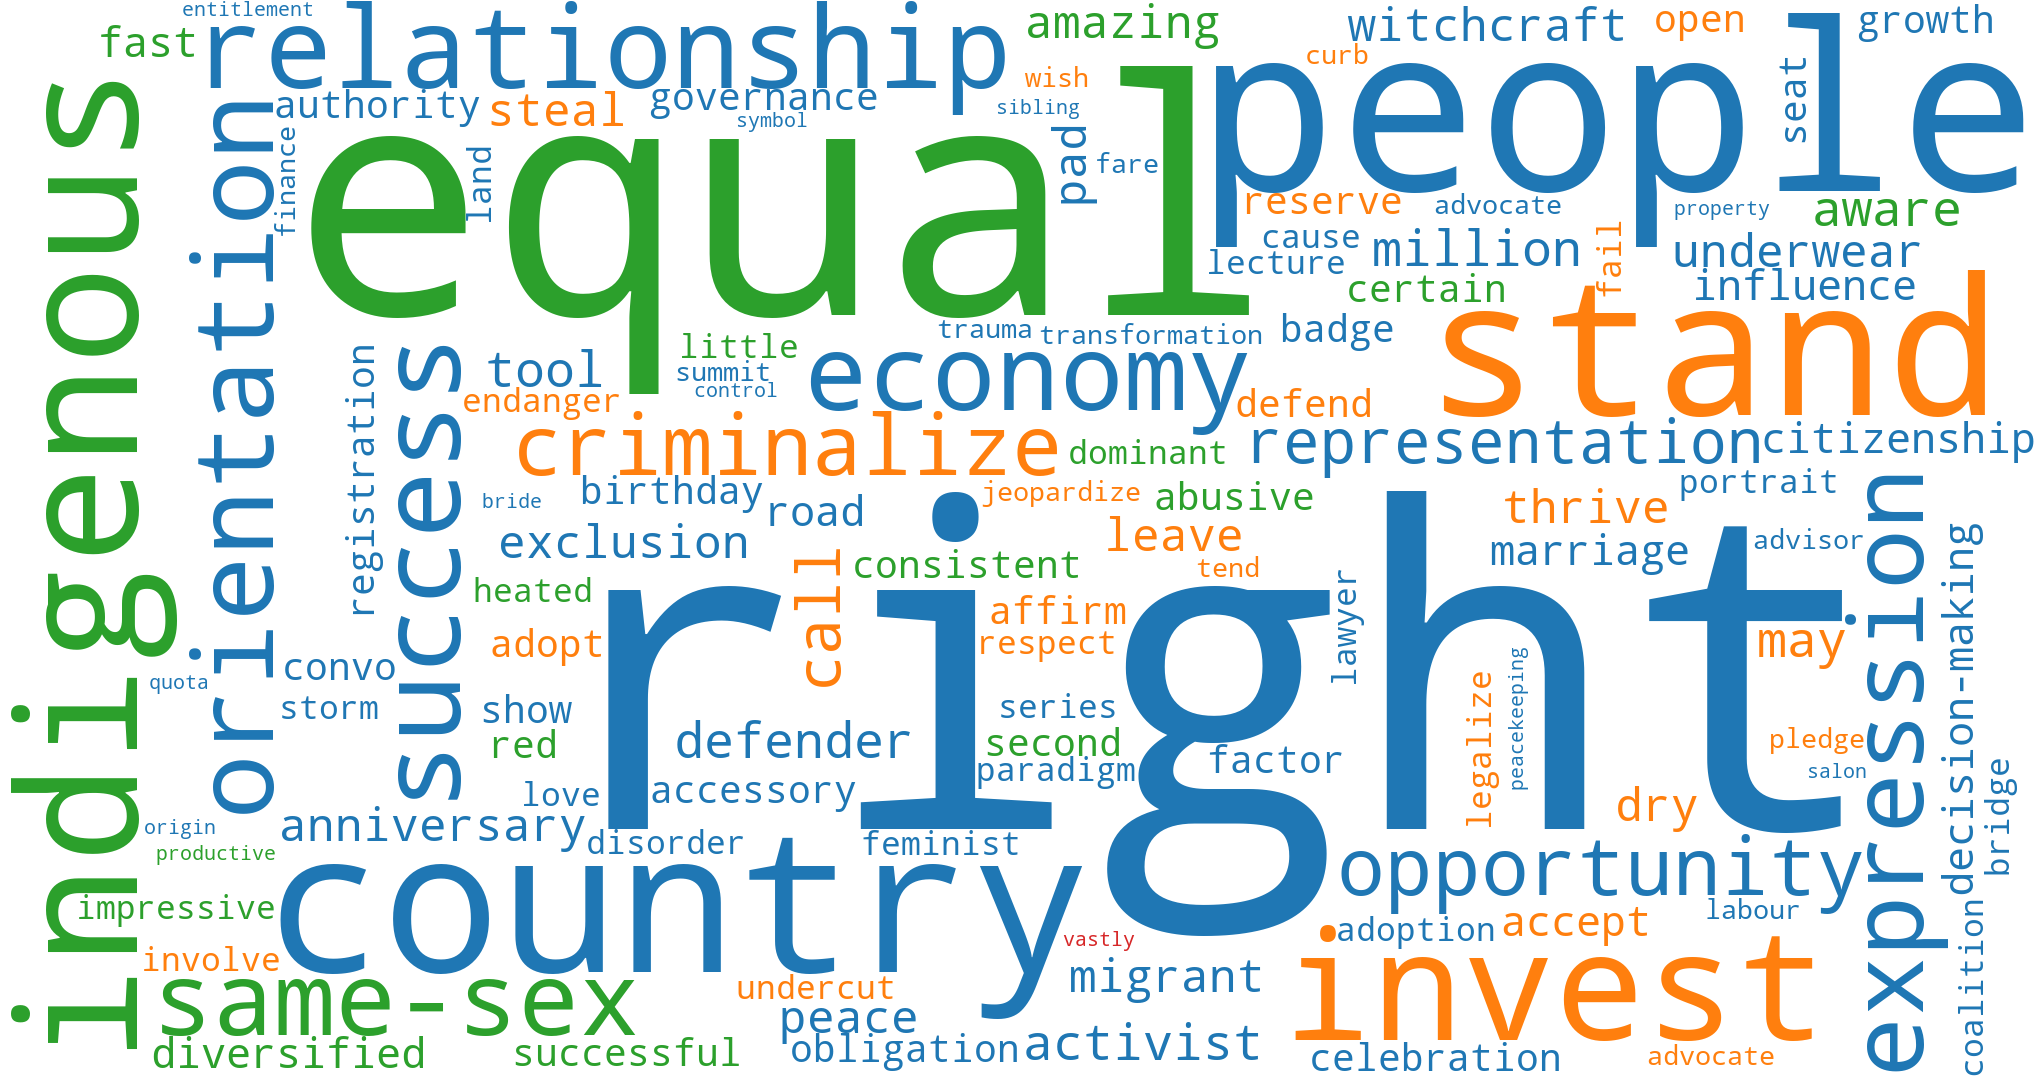 entitlement
fast
relationship
amazing
witchcraft
open
growth
people
curb
wish
seat
authority
steal
governance
symbol
sibling
indigenous
orientation
finance
land
equal
pad
fare
reserve
advocate
property
aware
cause
million
underwear
lecture
fail
certain
influence
stand
trauma
transformation
badge
little
economy
tool
summit
control
registration
success
endanger
defend
criminalize
dominant
representation
citizenship
bride
birthday
road
jeopardize
abusive
thrive
portrait
exclusion
leave
marriage
advisor
expression
decision-making
heated
call
consistent
tend
right
affirm
respect
lawyer
adopt
may
quota
convo
storm
show
series
legalize
peacekeeping
red
defender
second
paradigm
factor
pledge
salon
love
accessory
dry
bridge
origin
anniversary
disorder
feminist
productive
country
opportunity
impressive
labour
vastly
adoption
accept
coalition
involve
same-sex
undercut
migrant
invest
peace
diversified
successful
obligation
activist
celebration
advocate